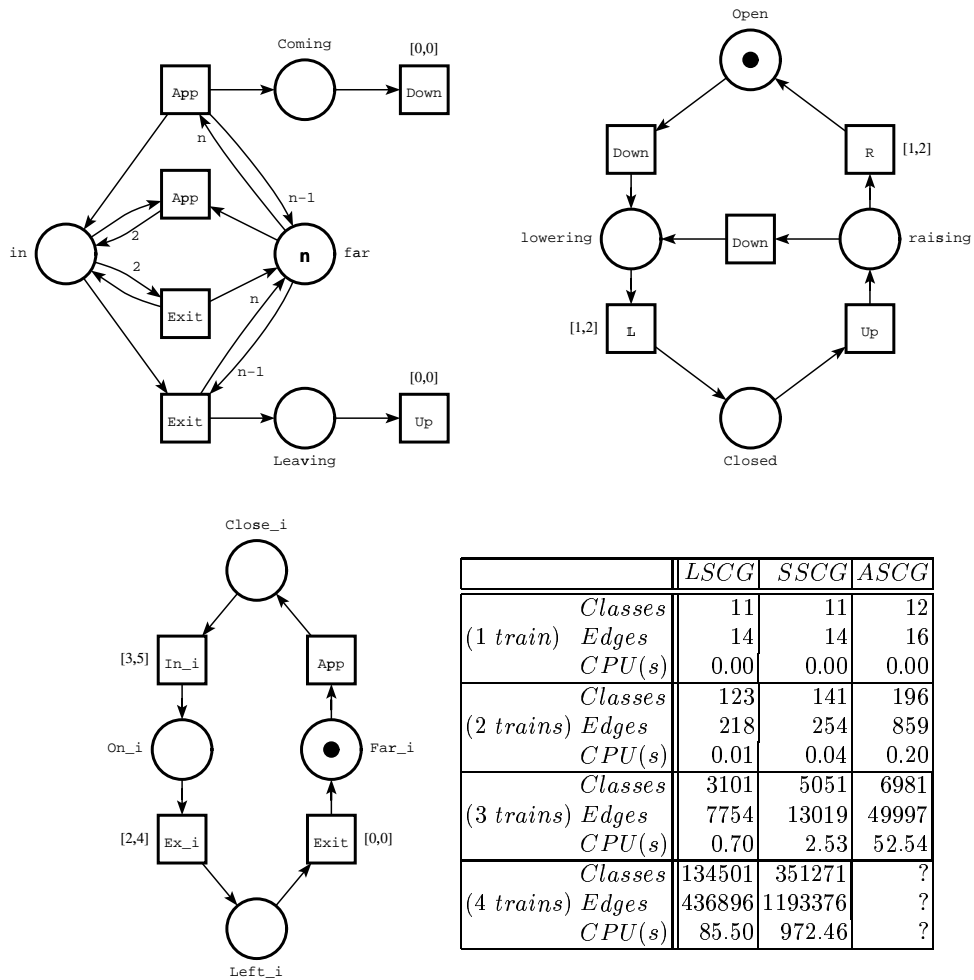 Coming
[0,0]
App
Down
n
App
n-1
2
in
n
far
2
Exit
n
n-1
[0,0]
Exit
Up
Leaving
Open
Down
R
[1,2]
lowering
Down
raising
[1,2]
L
Up
Closed
Close_i
[3,5]
In_i
App
On_i
Far_i
[2,4]
Ex_i
Exit
[0,0]
Left_i
LSCG SSCG ASCG
Classes 11 11 12
(1 train) Edges 14 14 16
CPU(s) 0.00 0.00 0.00
Classes 123 141 196
(2 trains) Edges 218 254 859
CPU(s) 0.01 0.04 0.20
Classes 3101 5051 6981
(3 trains) Edges 7754 13019 49997
CPU(s) 0.70 2.53 52.54
Classes 134501 351271 ?
(4 trains) Edges 436896 1193376 ?
CPU(s) 85.50 972.46 ?